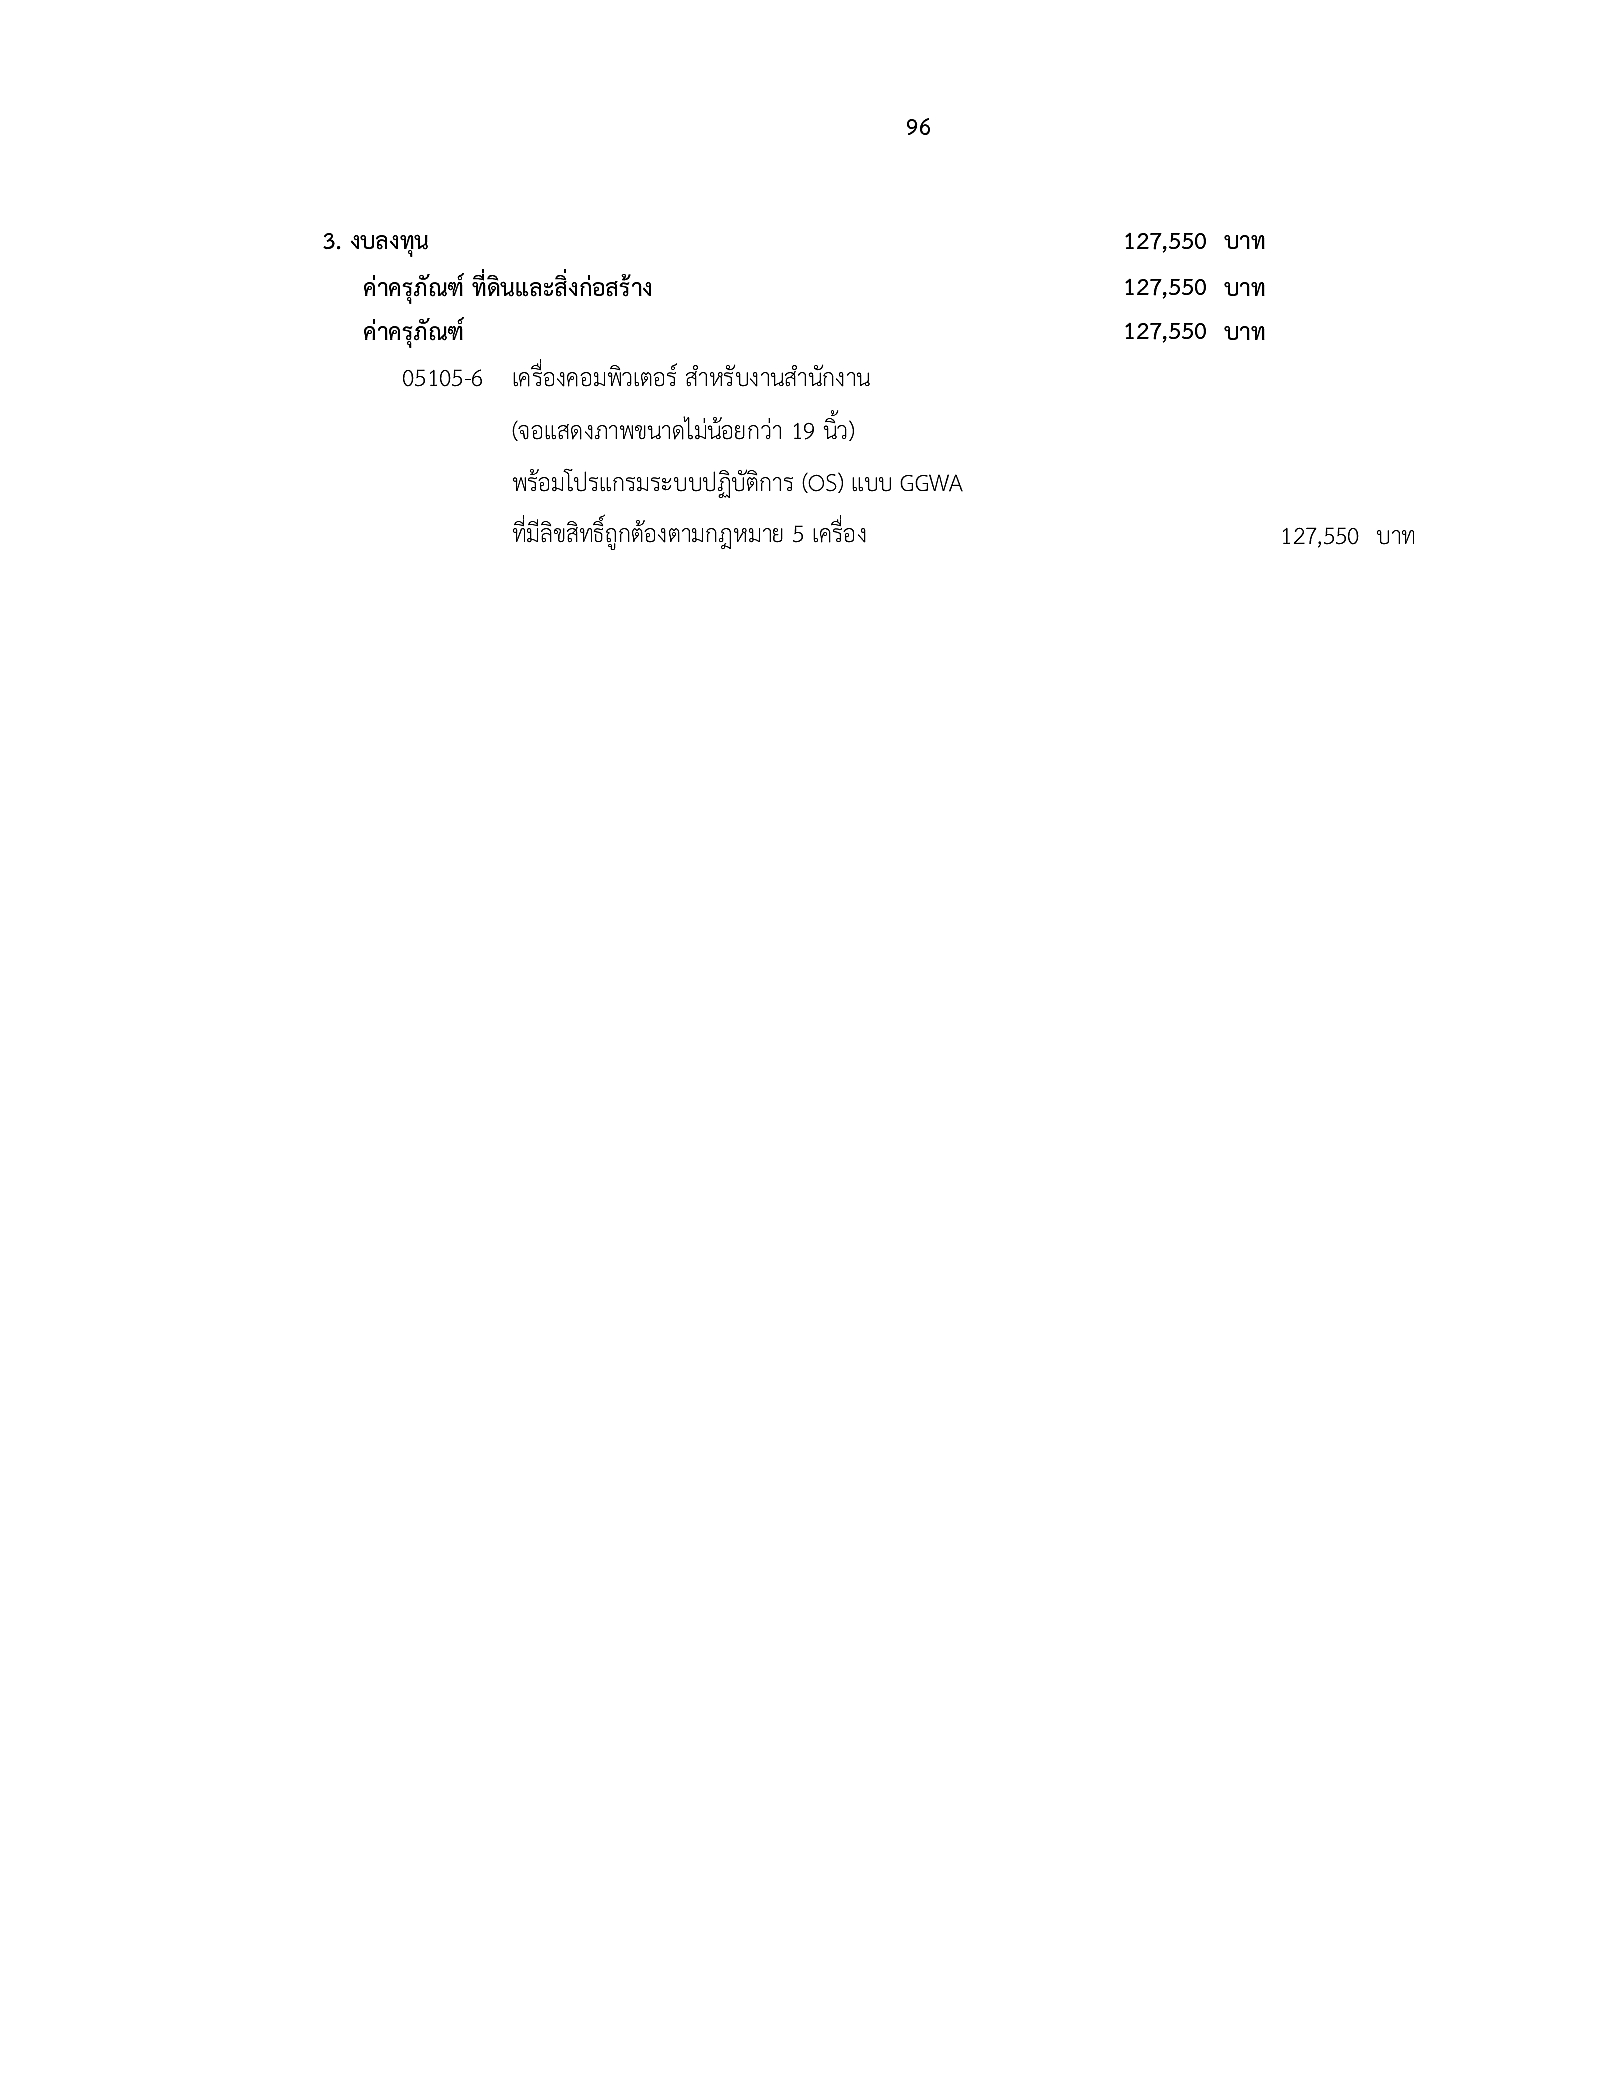 96
3. งบลงทุน 127,550 บาท
ค่าครุภัณฑ์ ที่ดินและสิ่งก่อสร้าง 127,550 บาท
ค่าครุภัณฑ์ 127,550 บาท
05105-6 เครื่องคอมพิวเตอร์ สำหรับงานสำนักงาน
(จอแสดงภาพขนาดไม่น้อยกว่า 19 นิ้ว)
พร้อมโปรแกรมระบบปฏิบัติการ (OS) แบบ GGWA
ที่มีลิขสิทธิ์ถูกต้องตามกฎหมาย 5 เครื่อง 127,550 บาท